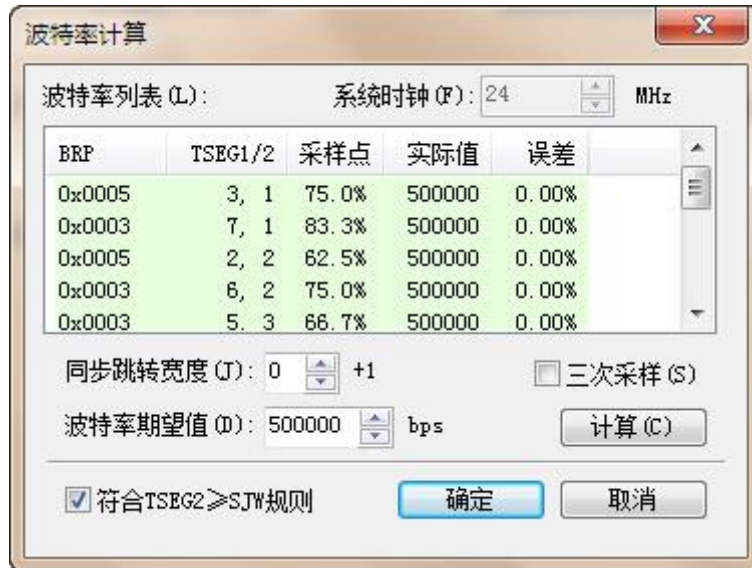 波特率计算
波特率列表(L): 系统时钟(F): 24 MHz
BRP TSEG1/2 采样点 实际值 误差
0x0005 3, 1 75.0% 500000 0.00%
0x0003 7, 1 83.3% 500000 0.00%
0x0005 2, 2 62.5% 500000 0.00%
0x0003 6, 2 75.0% 500000 0.00%
0x0003 5. 3 66.7% 500000 0.00%
同步跳转宽度(J): 0 +1 三次采样(S)
波特率期望值(D): 500000 bps 计算(C)
符合TSEG2≥SJW规则 确定 取消